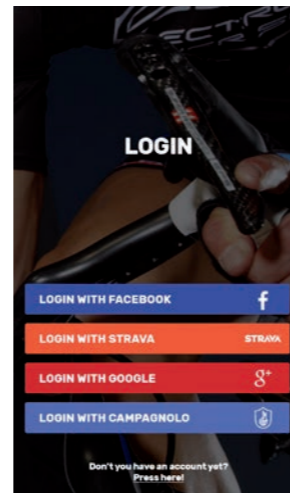 LOGIN
LOGIN WITH FACEBOOK f
LOGIN WITH STRAVA STRAVA
LOGIN WITH GOOGLE g+
LOGIN WITH CAMPAGNOLO
Don't you have an account yet?
Press here!